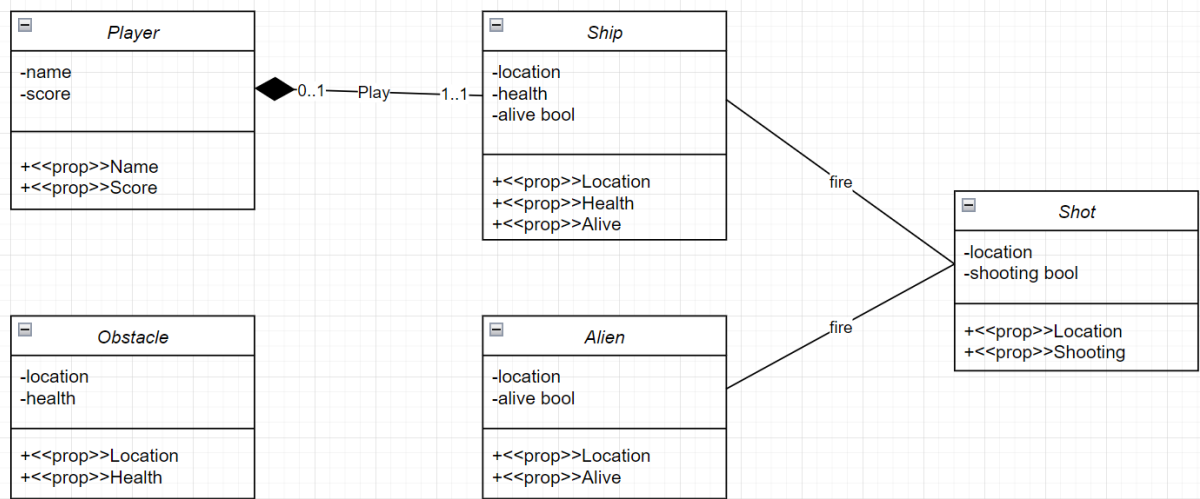 Player
-name
-score
+<<prop>>Name
+<<prop>>Score
0..1
Play
1..1
Ship
-location
-health
-alive bool
+<<prop>>Location
+<<prop>>Health
+<<prop>>Alive
fire
Shot
-location
-shooting bool
+<<prop>>Location
+<<prop>>Shooting
Obstacle
-location
-health
+<<prop>>Location
+<<prop>>Health
Alien
-location
-alive bool
+<<prop>>Location
+<<prop>>Alive
fire